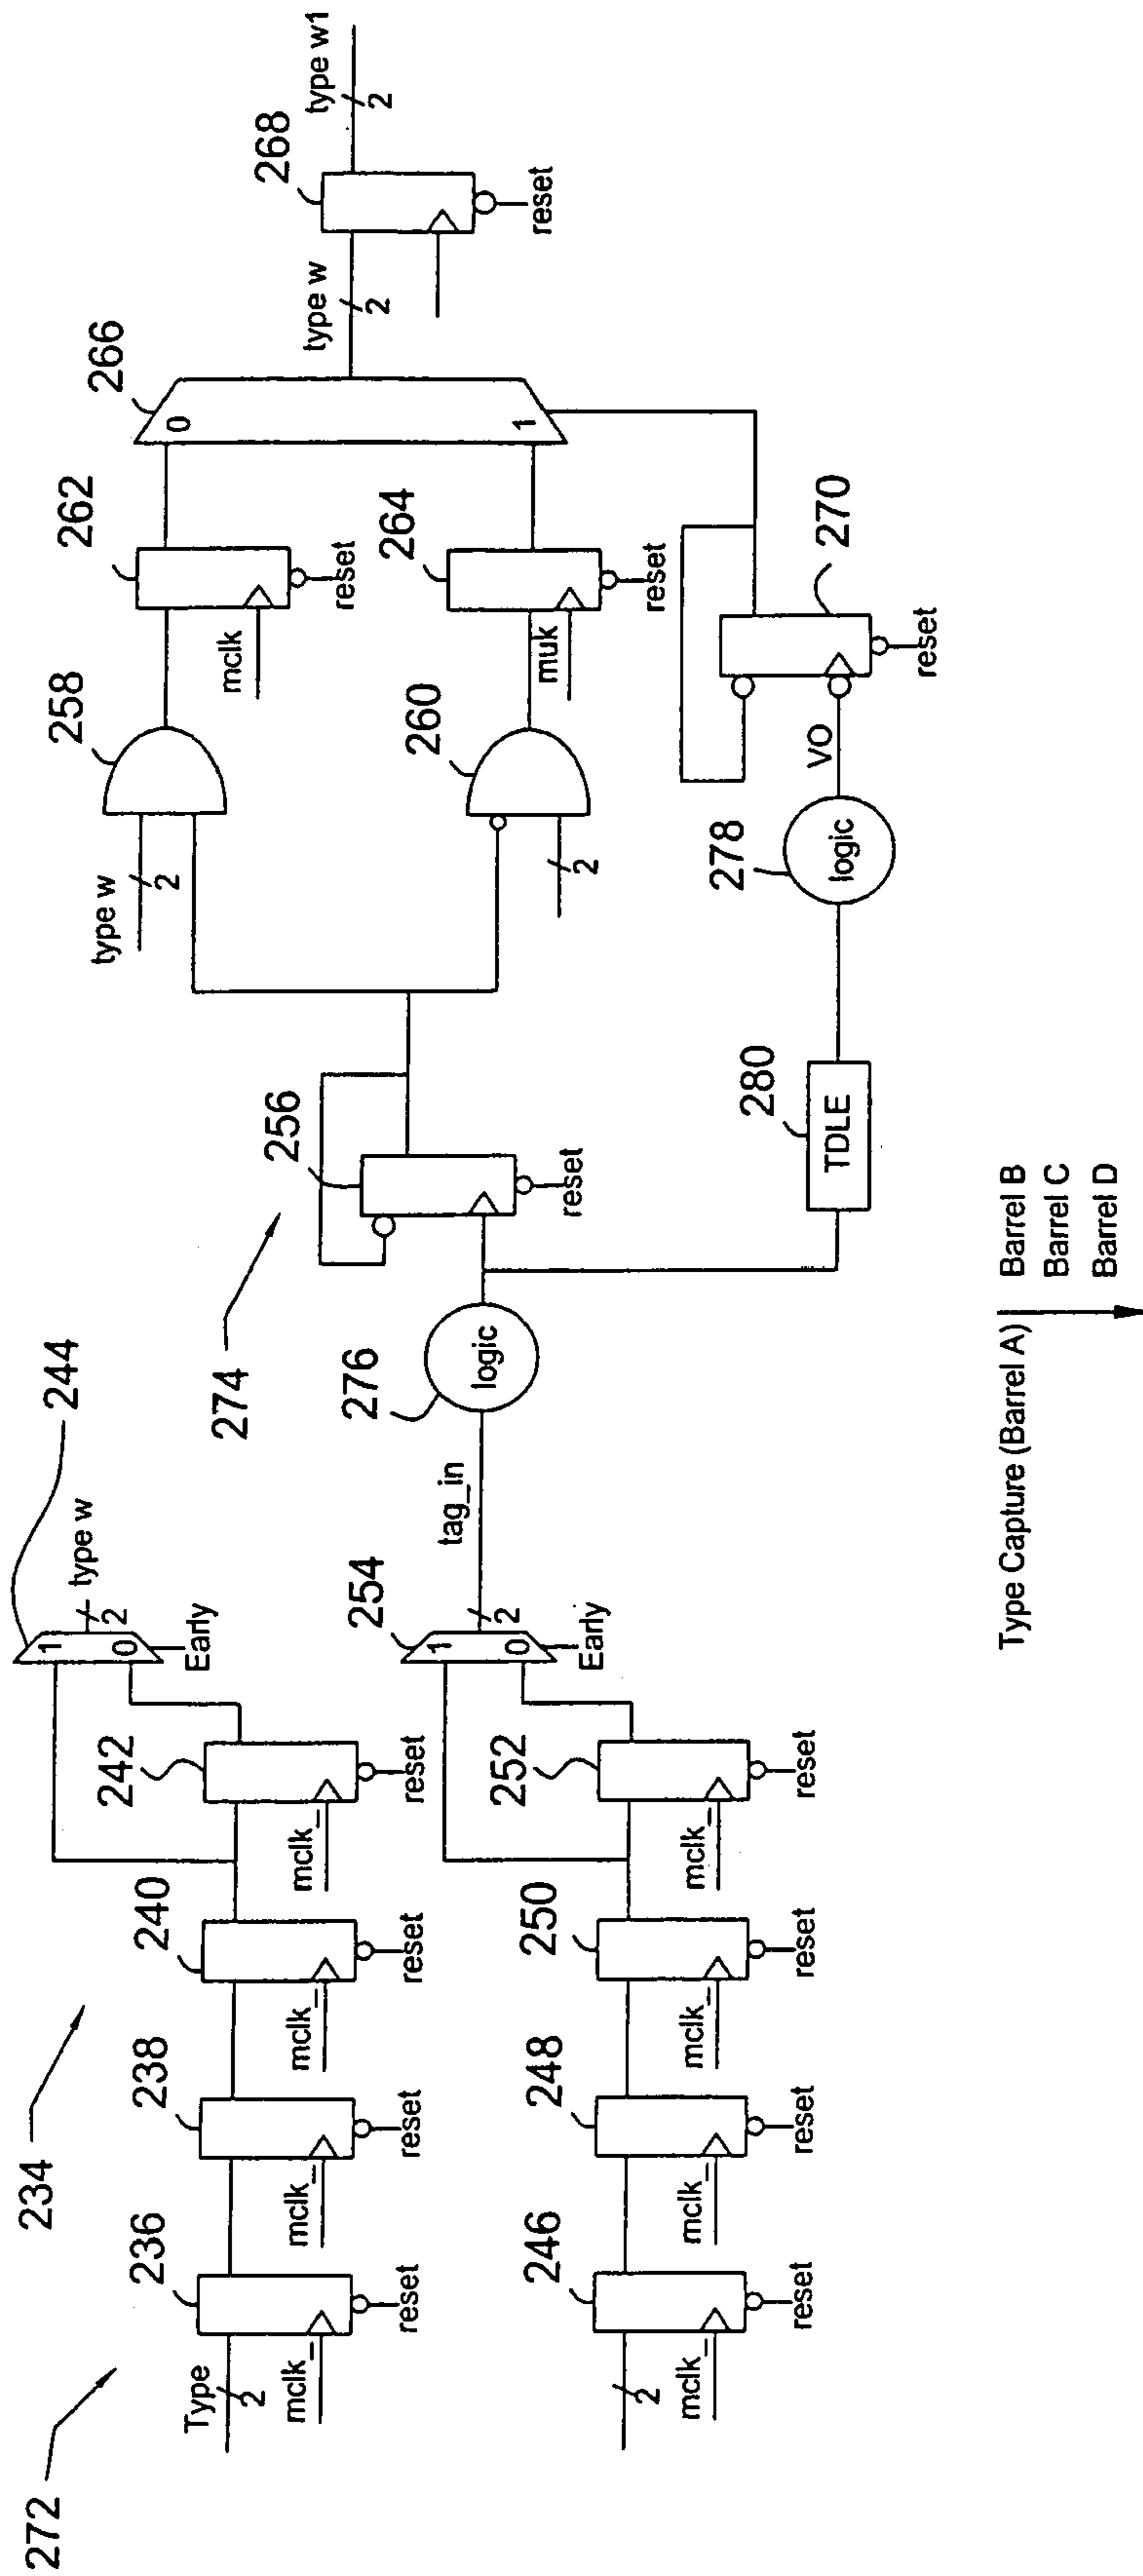 272
234
236
Type
2
mclk_
reset
238
mclk_
reset
240
mclk_
reset
242
mclk_
reset
244
1
0
type w
2
Early
246
2
mclk_
reset
248
mclk_
reset
250
mclk_
reset
252
mclk_
reset
254
1
0
2
Early
tag_in
276
logic
274
256
reset
280
TDLE
278
logic
VO
270
reset
type w
2
258
260
2
262
mclk
reset
264
muk
reset
266
0
1
type w
2
268
reset
type w1
2
Type Capture (Barrel A)
Barrel B
Barrel C
Barrel D